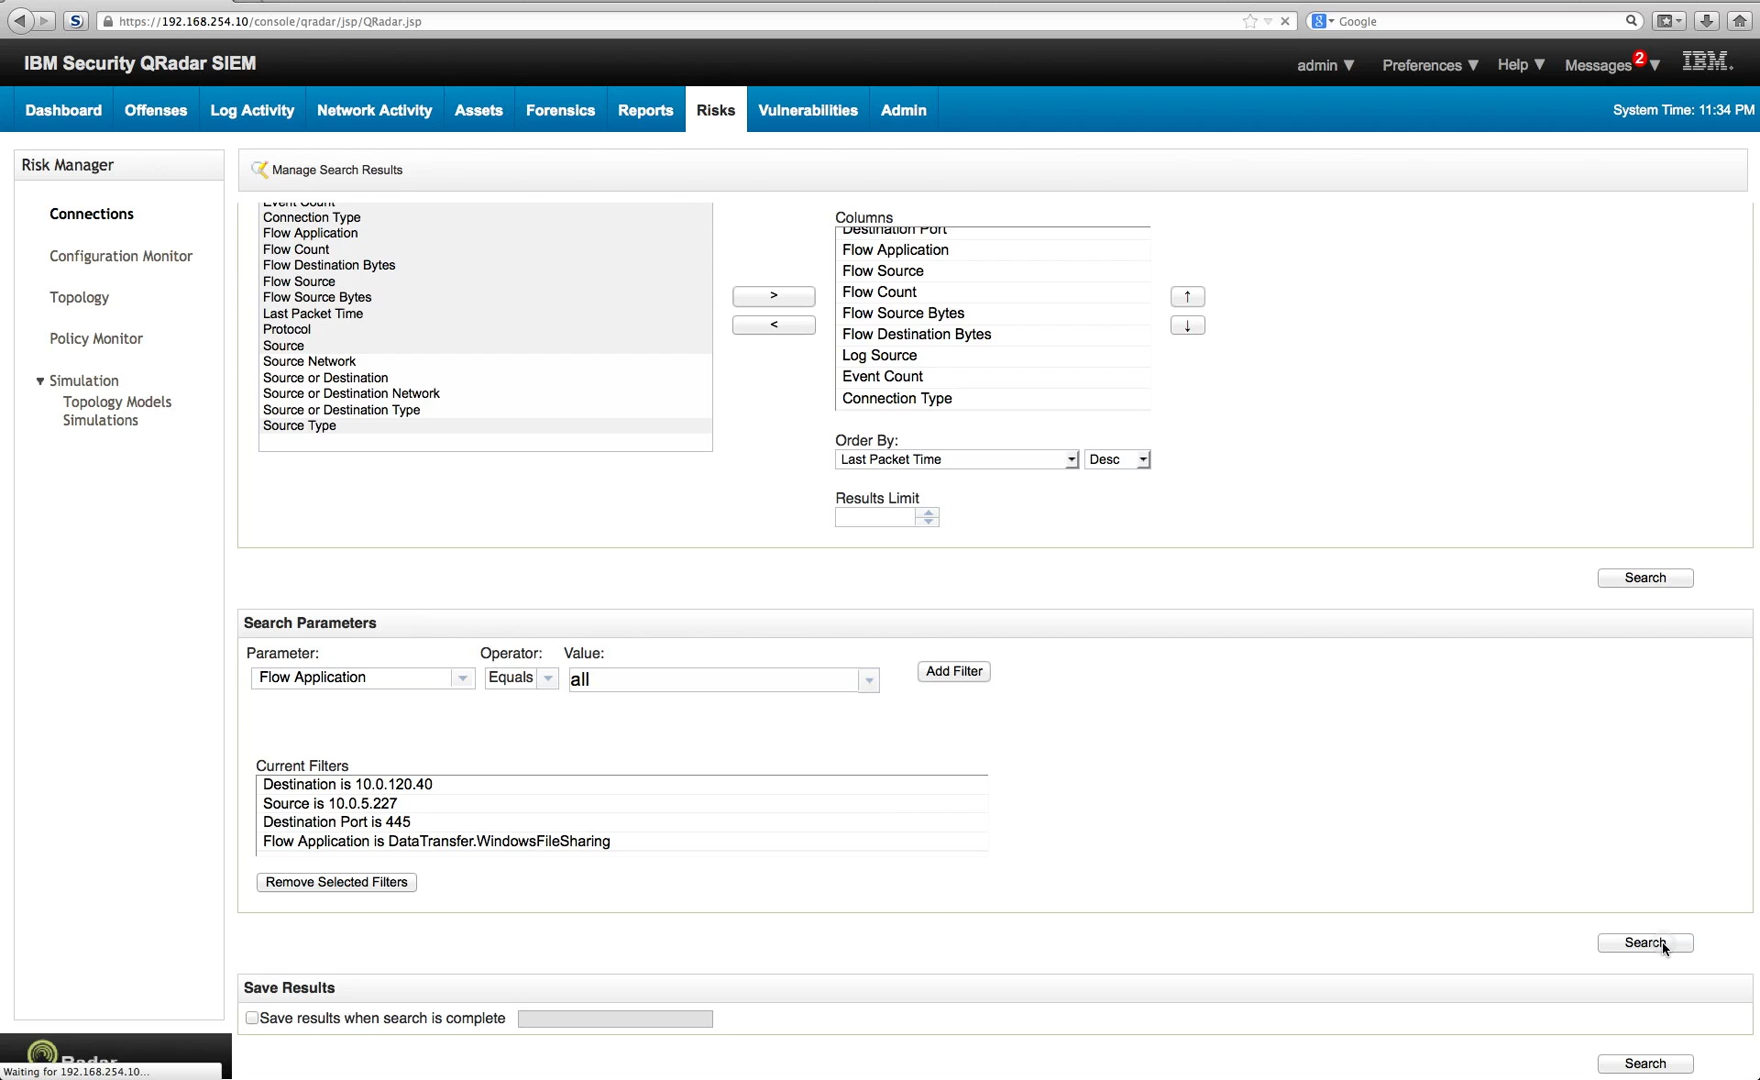 https://192.168.254.10/console/qradar/jsp/QRadar.jsp
Google
IBM Security QRadar SIEM
admin ▼ Preferences ▼ Help ▼ Messages 2 ▼ IBM.
Dashboard Offenses Log Activity Network Activity Assets Forensics Reports Risks Vulnerabilities Admin System Time: 11:34 PM
Risk Manager
Connections
Configuration Monitor
Topology
Policy Monitor
▼ Simulation
Topology Models
Simulations
Manage Search Results
Event Count
Connection Type
Flow Application
Flow Count
Flow Destination Bytes
Flow Source
Flow Source Bytes
Last Packet Time
Protocol
Source
Source Network
Source or Destination
Source or Destination Network
Source or Destination Type
Source Type
>
<
Columns
Destination Port
Flow Application
Flow Source
Flow Count
Flow Source Bytes
Flow Destination Bytes
Log Source
Event Count
Connection Type
↑
↓
Order By:
Last Packet Time Desc
Results Limit
Search
Search Parameters
Parameter: Operator: Value:
Flow Application Equals all Add Filter
Current Filters
Destination is 10.0.120.40
Source is 10.0.5.227
Destination Port is 445
Flow Application is DataTransfer.WindowsFileSharing
Remove Selected Filters
Search
Save Results
Save results when search is complete
Search
Radar
Waiting for 192.168.254.10...